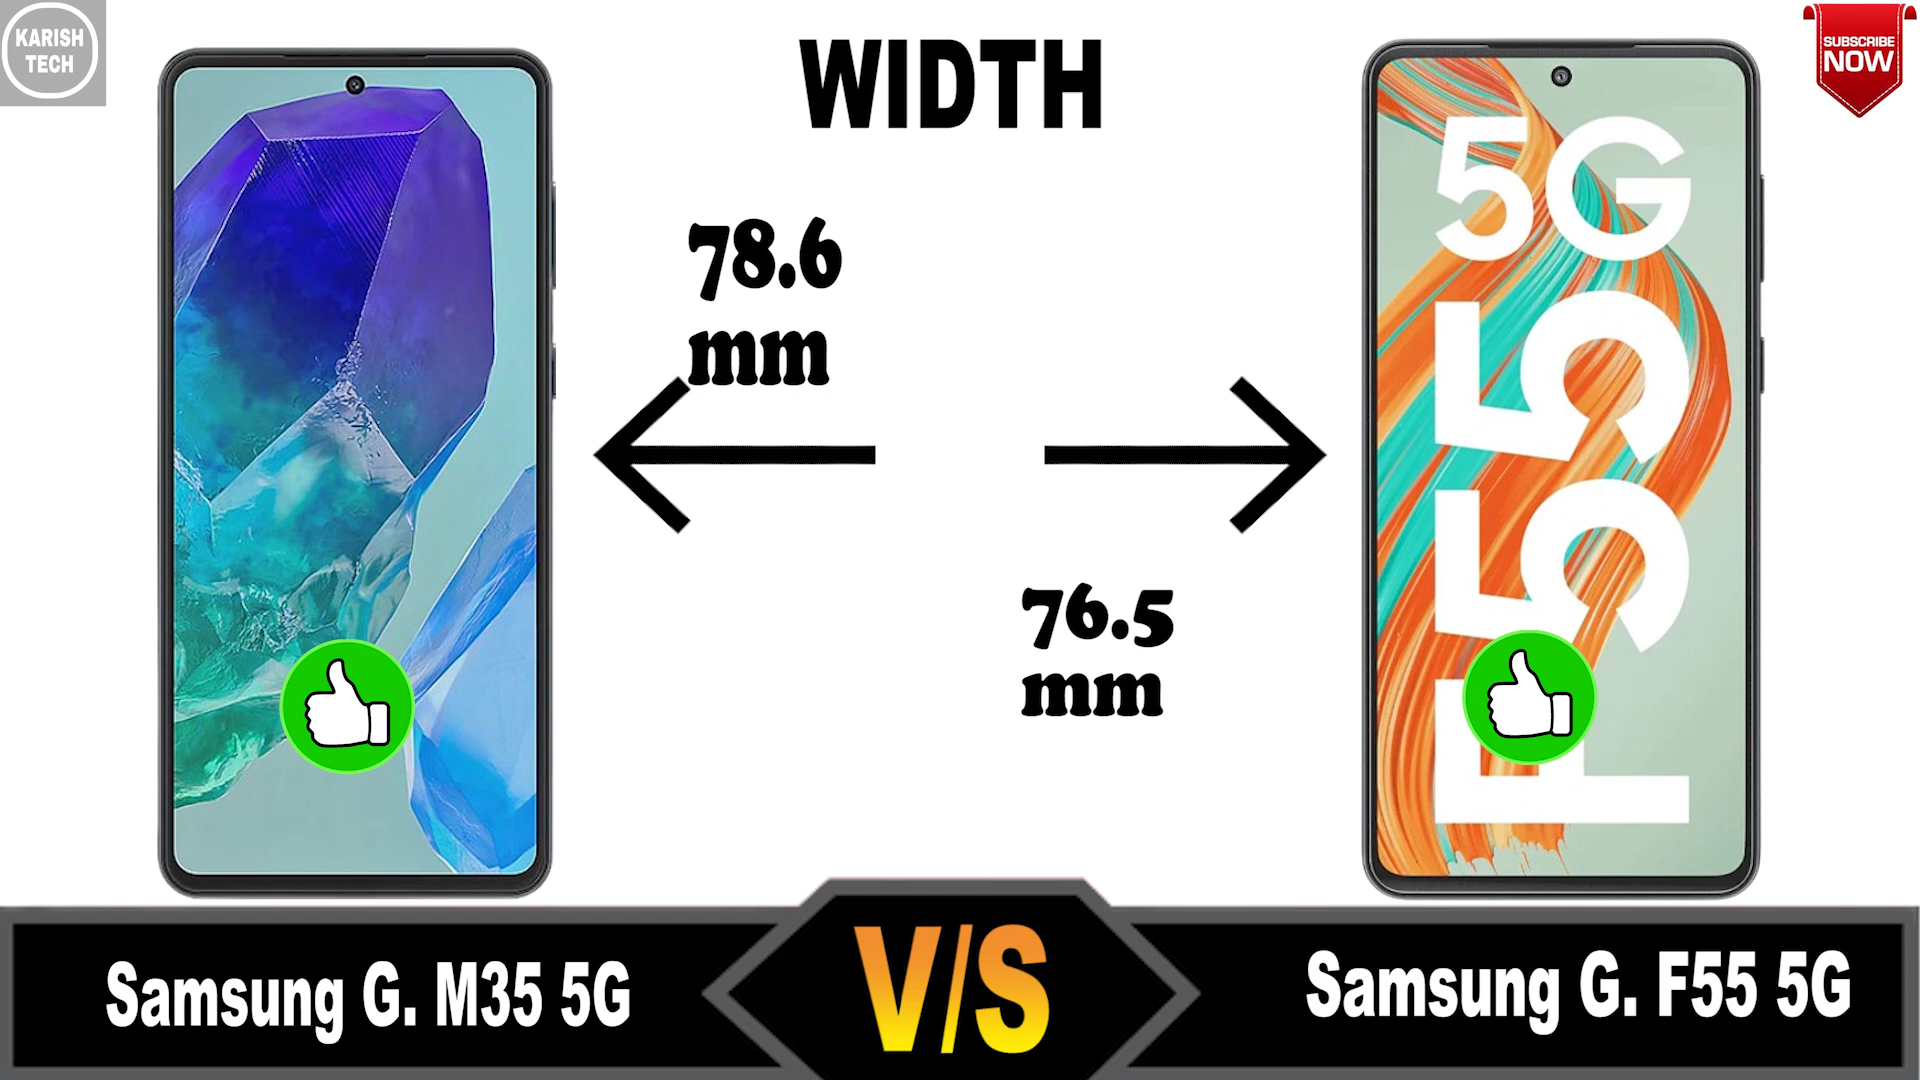 KARISH
TECH
WIDTH
SUBSCRIBE
NOW
78.6
mm
76.5
mm
5G
F55
Samsung G. M35 5G
V/S
Samsung G. F55 5G